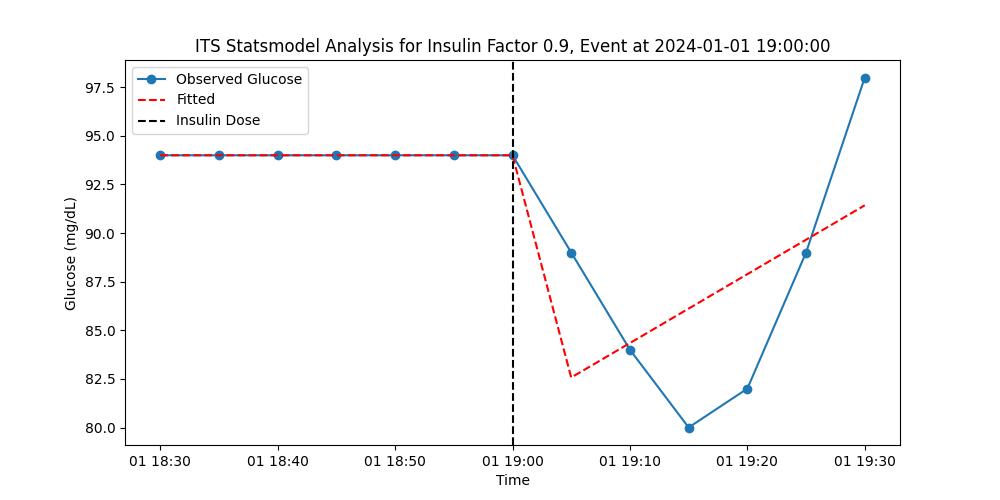 ITS Statsmodel Analysis for Insulin Factor 0.9, Event at 2024-01-01 19:00:00
Observed Glucose
Fitted
Insulin Dose
Glucose (mg/dL)
97.5
95.0
92.5
90.0
87.5
85.0
82.5
80.0
01 18:30 01 18:40 01 18:50 01 19:00 01 19:10 01 19:20 01 19:30
Time